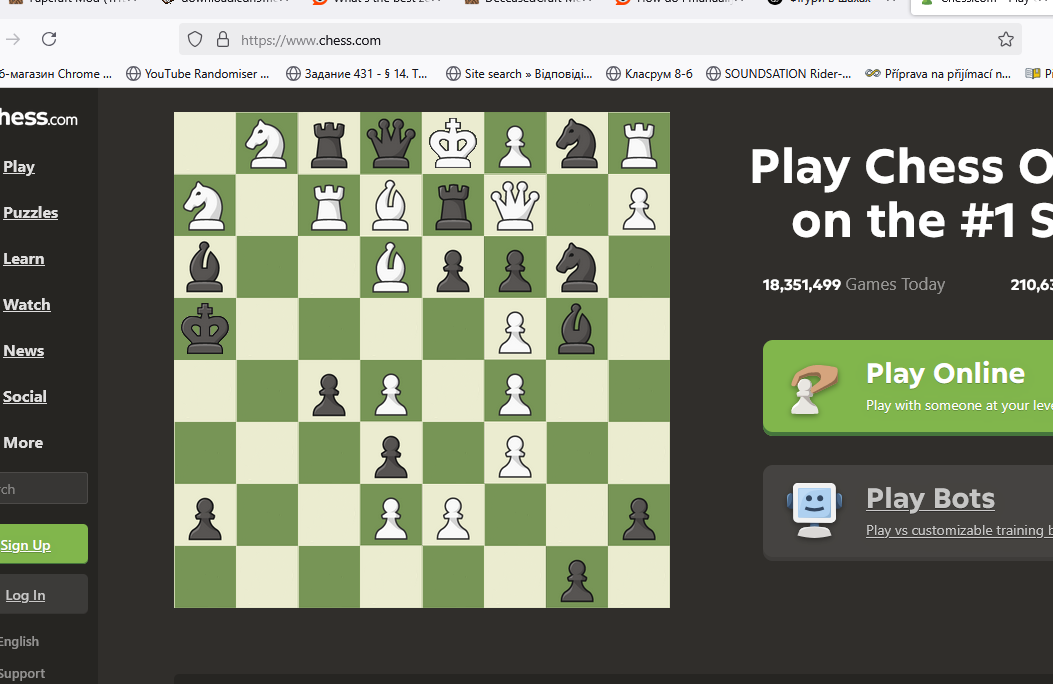 https://www.chess.com
YouTube Randomiser ...
Задание 431 - § 14. Т...
Site search » Відповіді...
Класрум 8-6
SOUNDSATION Rider-...
Příprava na přijímací n...
б-магазин Chrome ...
hess.com
Play
Puzzles
Learn
Watch
News
Social
More
rch
Sign Up
Log In
English
Support
Play Chess O
on the #1 S
18,351,499 Games Today
210,63
Play Online
Play with someone at your leve
Play Bots
Play vs customizable training b